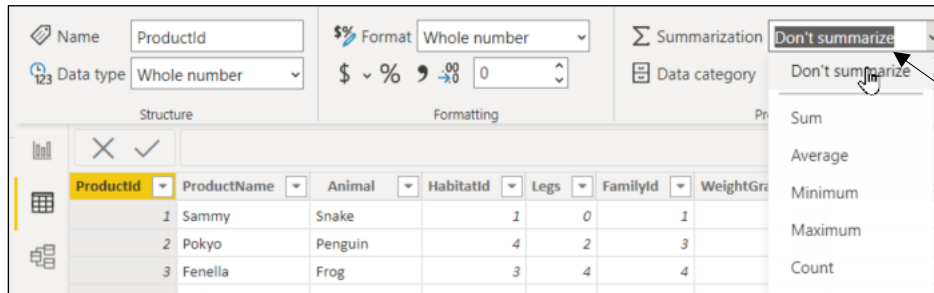 Name ProductId $% Format Whole number Σ Summarization Don't summarize
123 Data type Whole number $ % 9 .00→0 0 Data category Don't summarize
Structure Formatting Pr
Sum
Average
Minimum
Maximum
Count
ProductId ProductName Animal HabitatId Legs FamilyId WeightGra
1 Sammy Snake 1 0 1
2 Pokyo Penguin 4 2 3
3 Fenella Frog 3 4 4